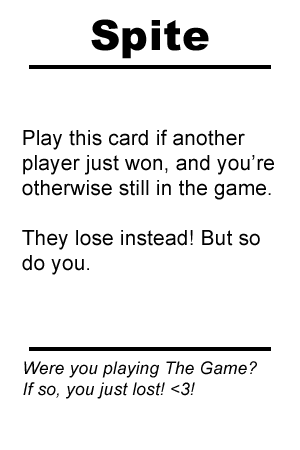 Spite
Play this card if another
player just won, and you're
otherwise still in the game.
They lose instead! But so
do you.
Were you playing The Game?
If so, you just lost! <3!